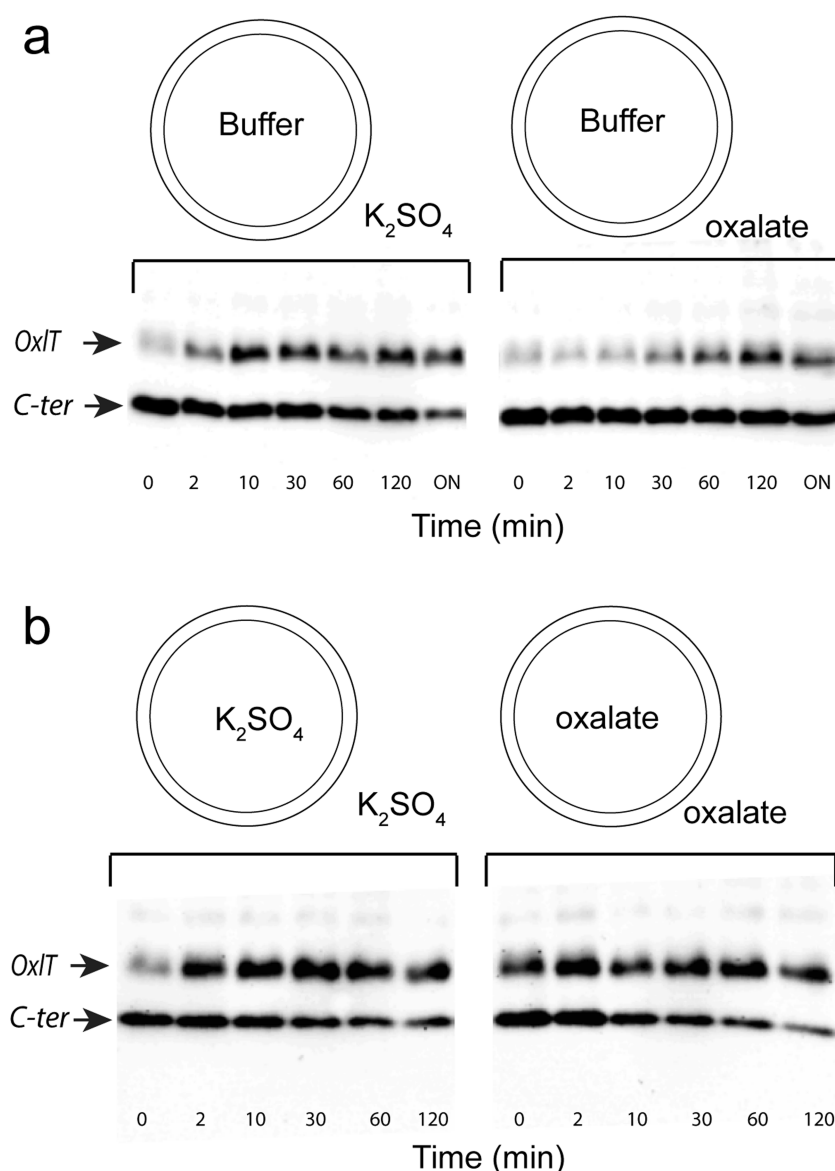 a
Buffer
Buffer
K₂SO₄
oxalate
OxlT
C-ter
0 2 10 30 60 120 ON
0 2 10 30 60 120 ON
Time (min)
b
K₂SO₄
oxalate
K₂SO₄
oxalate
OxlT
C-ter
0 2 10 30 60 120
0 2 10 30 60 120
Time (min)